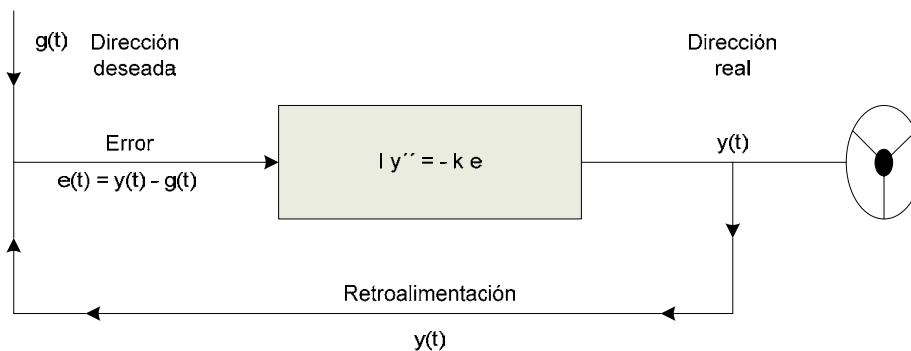 g(t)
Dirección
deseada
Dirección
real
Error
e(t) = y(t) - g(t)
I y´´ = - k e
y(t)
Retroalimentación
y(t)